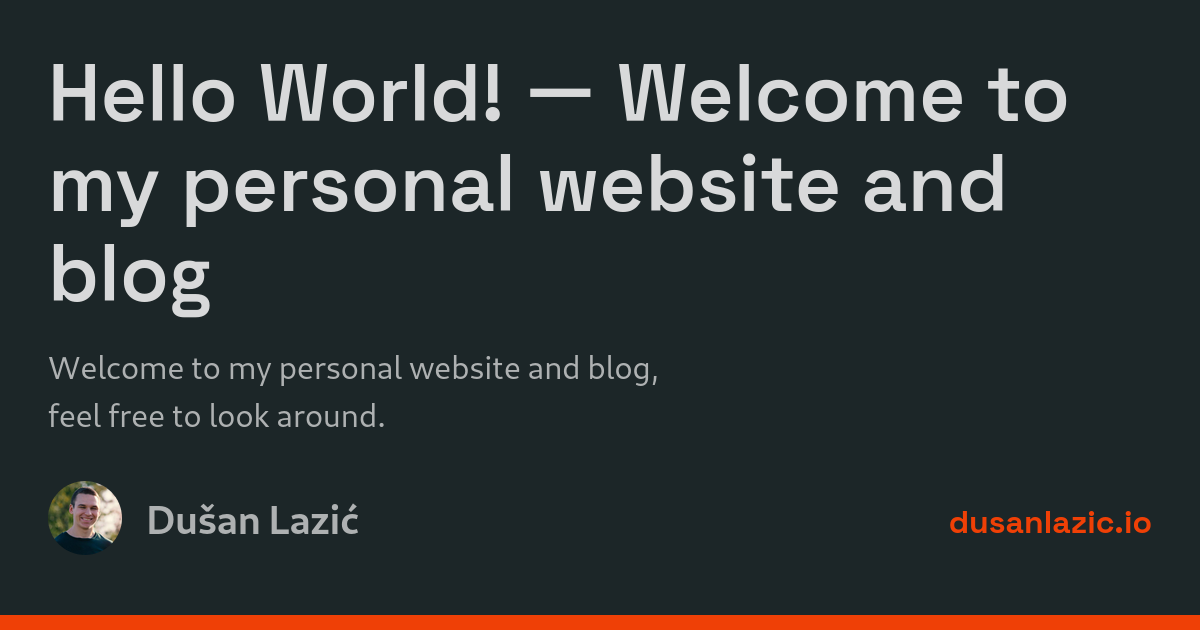 Hello World! — Welcome to
my personal website and
blog
Welcome to my personal website and blog,
feel free to look around.
Dušan Lazić
dusanlazic.io